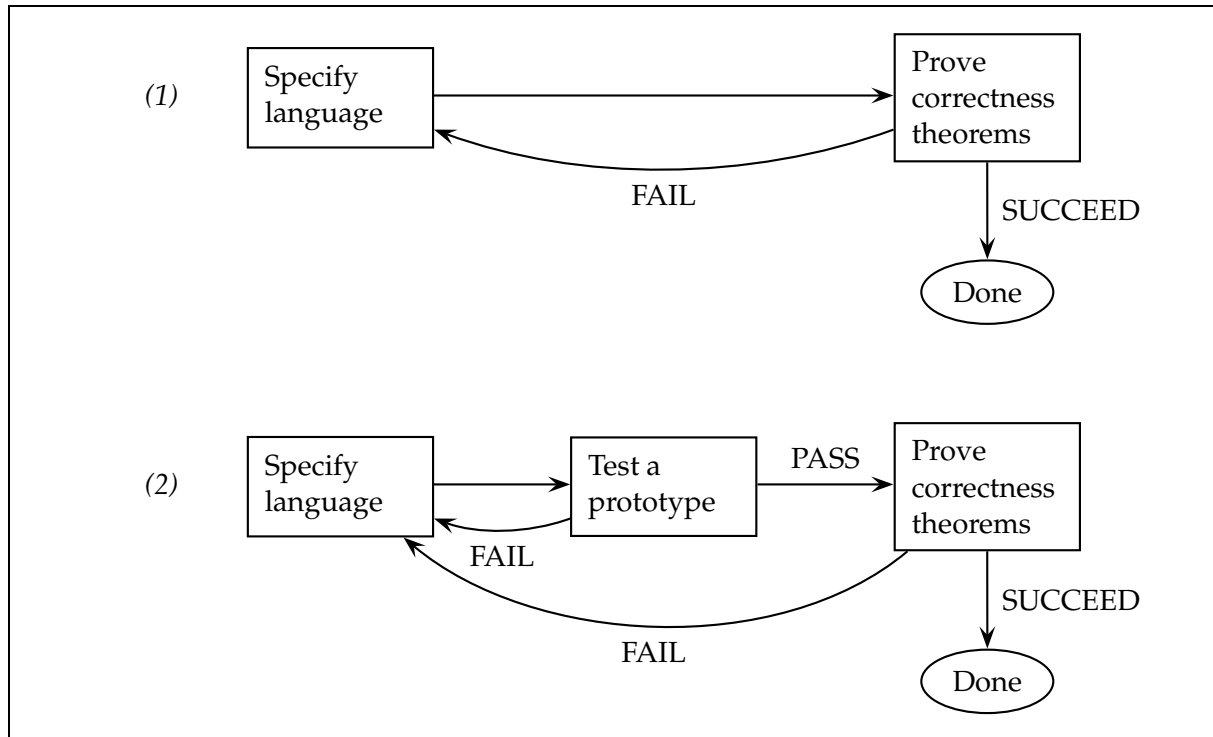 (1)
Specify
language
Prove
correctness
theorems
FAIL
SUCCEED
Done
(2)
Specify
language
Test a
prototype
PASS
Prove
correctness
theorems
FAIL
SUCCEED
FAIL
Done